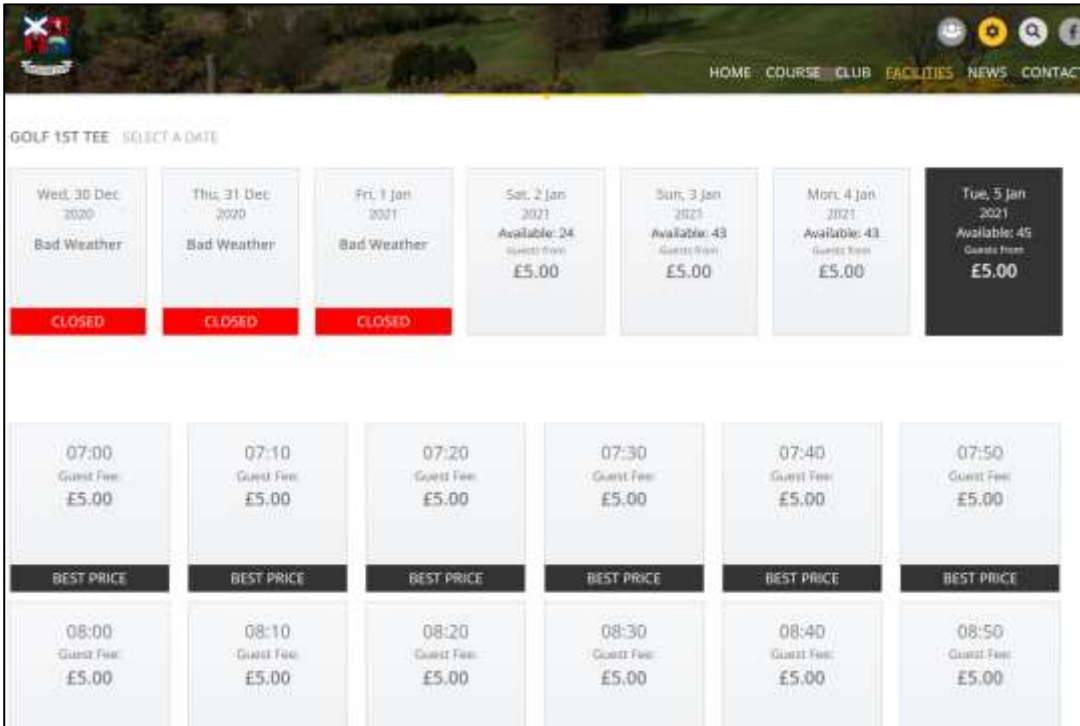 HOME COURSE CLUB FACILITIES NEWS CONTACT
GOLF 1ST TEE SELECT A DATE
Wed, 30 Dec
2020
Bad Weather
CLOSED
Thu, 31 Dec
2020
Bad Weather
CLOSED
Fri, 1 Jan
2021
Bad Weather
CLOSED
Sat, 2 Jan
2021
Available: 24
Guests from
£5.00
Sun, 3 Jan
2021
Available: 43
Guests from
£5.00
Mon, 4 Jan
2021
Available: 43
Guests from
£5.00
Tue, 5 Jan
2021
Available: 45
Guests from
£5.00
07:00
Guest Fee:
£5.00
BEST PRICE
07:10
Guest Fee:
£5.00
BEST PRICE
07:20
Guest Fee:
£5.00
BEST PRICE
07:30
Guest Fee:
£5.00
BEST PRICE
07:40
Guest Fee:
£5.00
BEST PRICE
07:50
Guest Fee:
£5.00
BEST PRICE
08:00
Guest Fee:
£5.00
08:10
Guest Fee:
£5.00
08:20
Guest Fee:
£5.00
08:30
Guest Fee:
£5.00
08:40
Guest Fee:
£5.00
08:50
Guest Fee:
£5.00